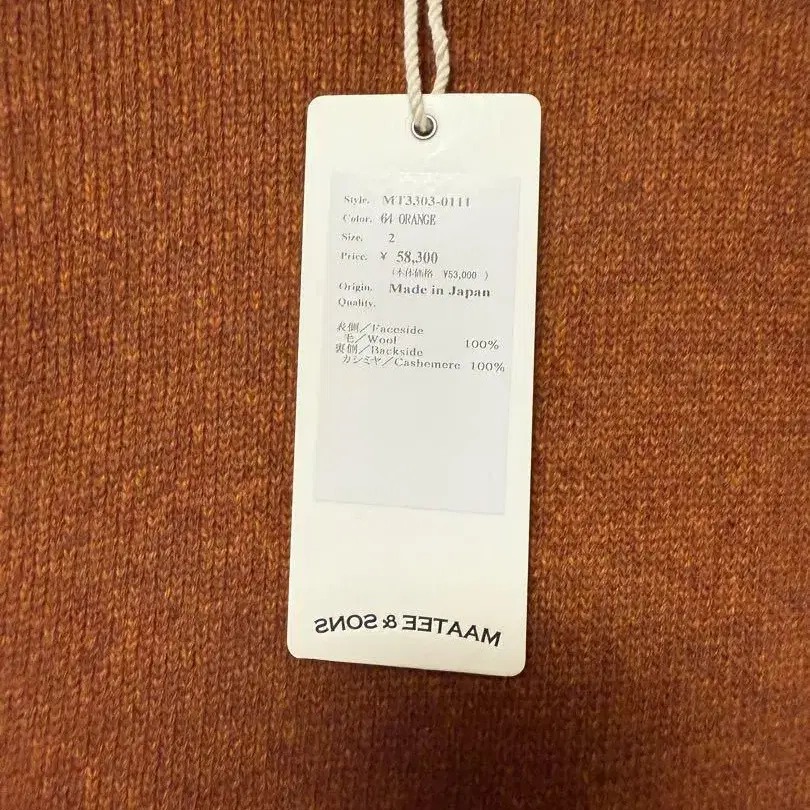 Style. MT3303-0111
Color. 64 ORANGE
Size. 2
Price. ¥ 58,300
(本体価格 ¥53,000 )
Origin. Made in Japan
Quality.
表側／Faceside
毛／Wool 100%
裏側／Backside
カシミヤ／Cashemere 100%
MAATEE & SONS